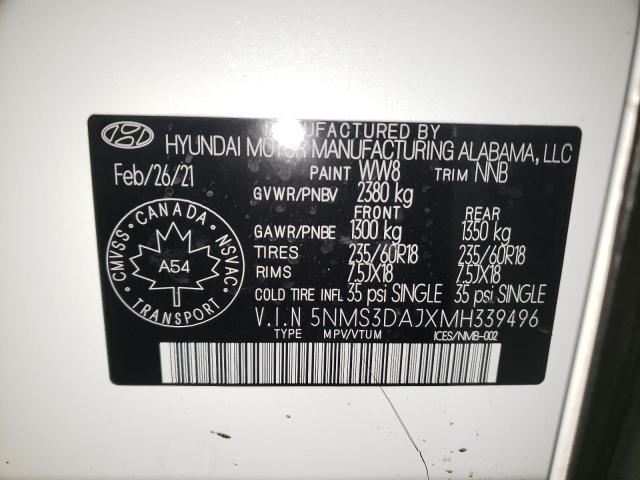 MANUFACTURED BY
HYUNDAI MOTOR MANUFACTURING ALABAMA, LLC
Feb/26/21
PAINT WW8 TRIM NNB
GVWR/PNBV 2380 kg
FRONT REAR
GAWR/PNBE 1300 kg 1350 kg
TIRES 235/60R18 235/60R18
RIMS 7.5JX18 7.5JX18
COLD TIRE INFL 35 psi SINGLE 35 psi SINGLE
V.I.N 5NMS3DAJXMH339496
TYPE MPV/VTUM ICES/NMB-002
CANADA
CMVSS NSVAC
A54
TRANSPORT